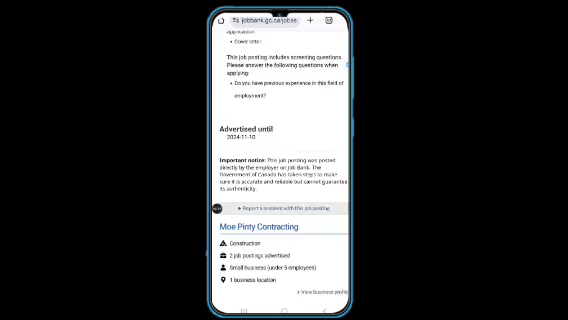 jobbank.gc.ca/jobse
application:
• Cover letter
This job posting includes screening questions.
Please answer the following questions when
applying:
• Do you have previous experience in this field of
employment?
Advertised until
2024-11-10
Important notice: This job posting was posted
directly by the employer on Job Bank. The
Government of Canada has taken steps to make
sure it is accurate and reliable but cannot guarantee
its authenticity.
Report a problem with this job posting
Moe Pinty Contracting
Construction
2 job postings advertised
Small business (under 5 employees)
1 business location
View business profile